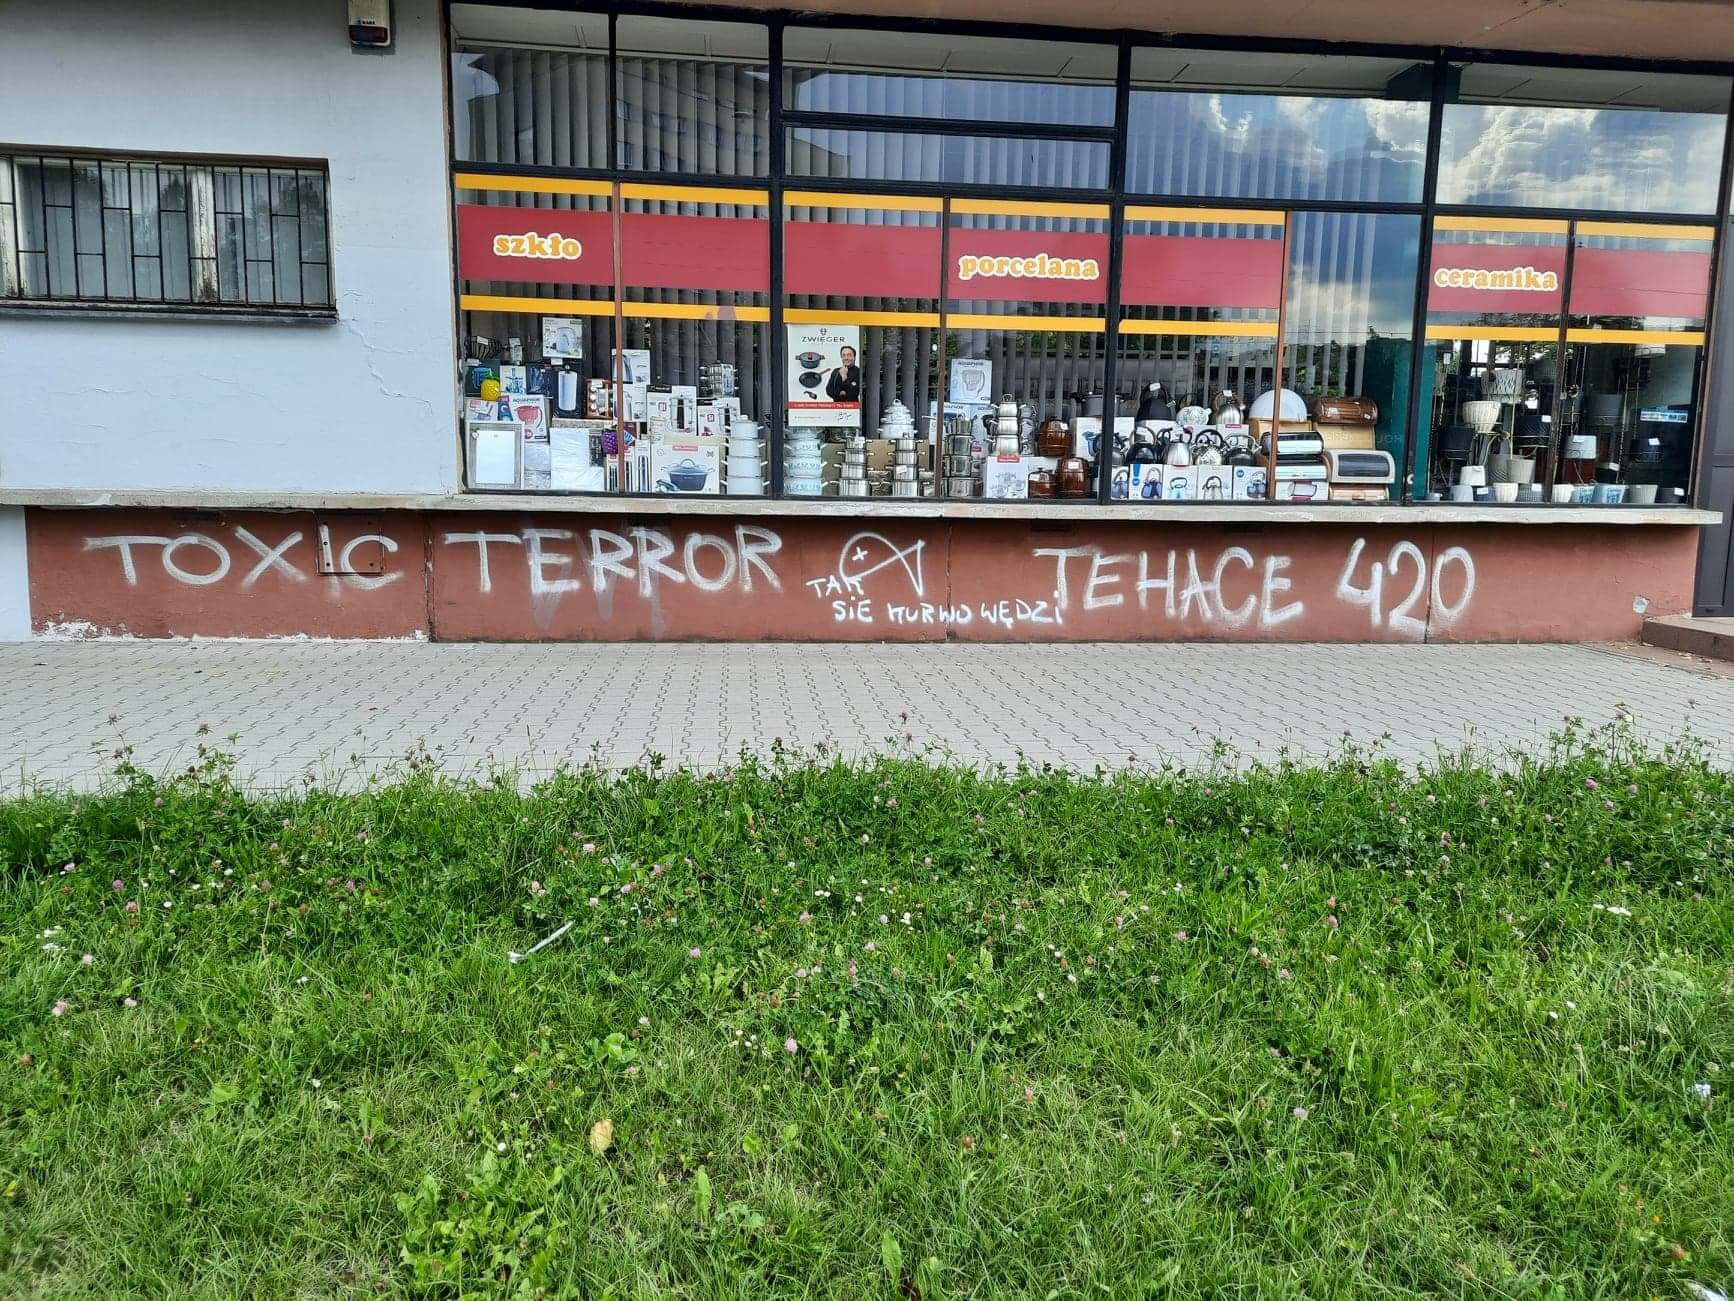 szkło
porcelana
ceramika
ZWIEGER
TOXIC TERROR
TAK
SIE KURWO WĘDZI
TEHACE 420